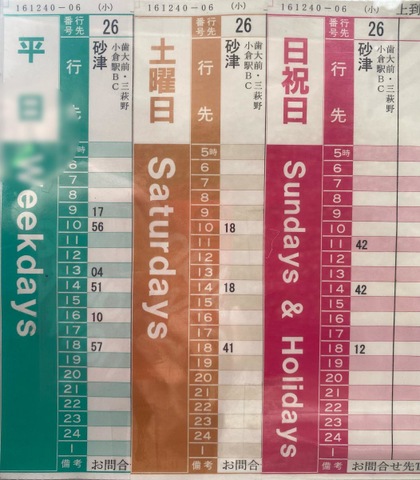 161240-06 (小)
平日
Weekdays
番号 行先
行先
26
砂津
歯大前・三萩野
小倉駅BC
5時
6
7
8
9 17
10 56
11
12
13 04
14 51
15
16 10
17
18 57
19
20
21
22
23
24
1
備考 お問合
161240-06 (小)
土曜日
Saturdays
番号 行先
行先
26
砂津
歯大前・三萩野
小倉駅BC
5時
6
7
8
9
10 18
11
12
13
14 18
15
16
17
18 41
19
20
21
22
23
24
1
備考 お問合
161240-06 (小)
上到
日祝日
Sundays & Holidays
番号 行先
行先
26
砂津
歯大前・三萩野
小倉駅BC
5時
6
7
8
9
10
11 42
12
13
14 42
15
16
17
18 12
19
20
21
22
23
24
1
備考 お問合せ先